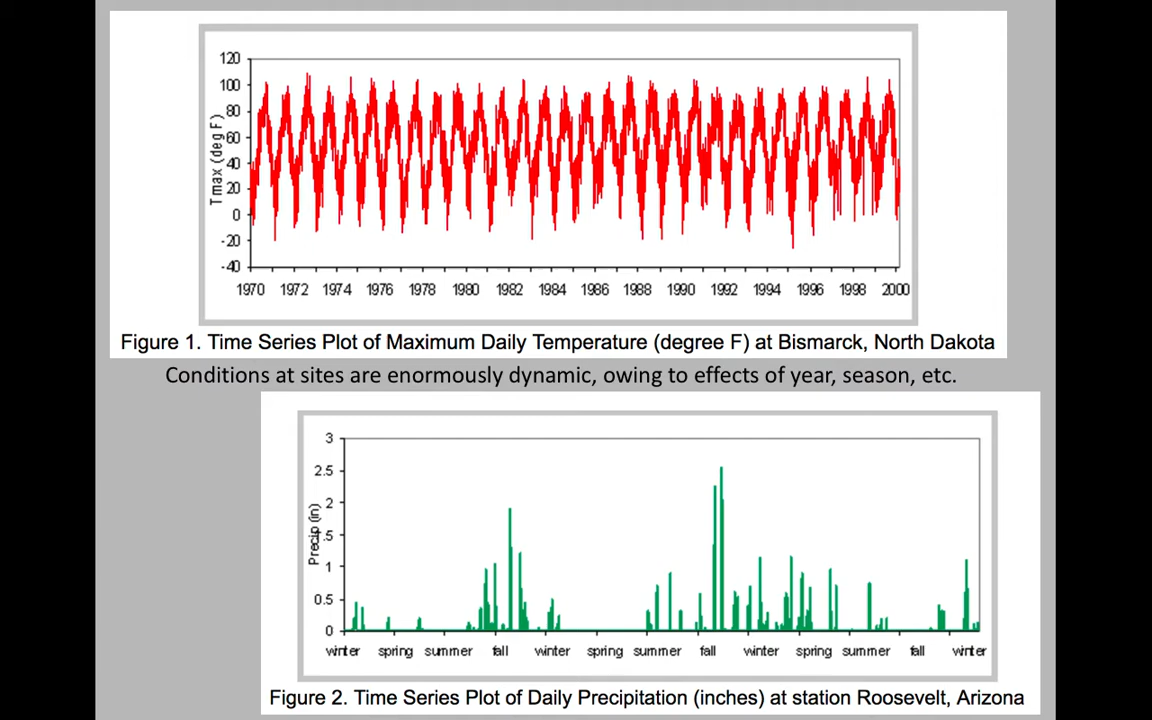 120
100
80
60
40
20
0
-20
-40
Tmax (deg F)
1970 1972 1974 1976 1978 1980 1982 1984 1986 1988 1990 1992 1994 1996 1998 2000
Figure 1. Time Series Plot of Maximum Daily Temperature (degree F) at Bismarck, North Dakota
Conditions at sites are enormously dynamic, owing to effects of year, season, etc.
3
2.5
2
1.5
1
0.5
0
Precip (in)
winter spring summer fall winter spring summer fall winter spring summer fall winter
Figure 2. Time Series Plot of Daily Precipitation (inches) at station Roosevelt, Arizona